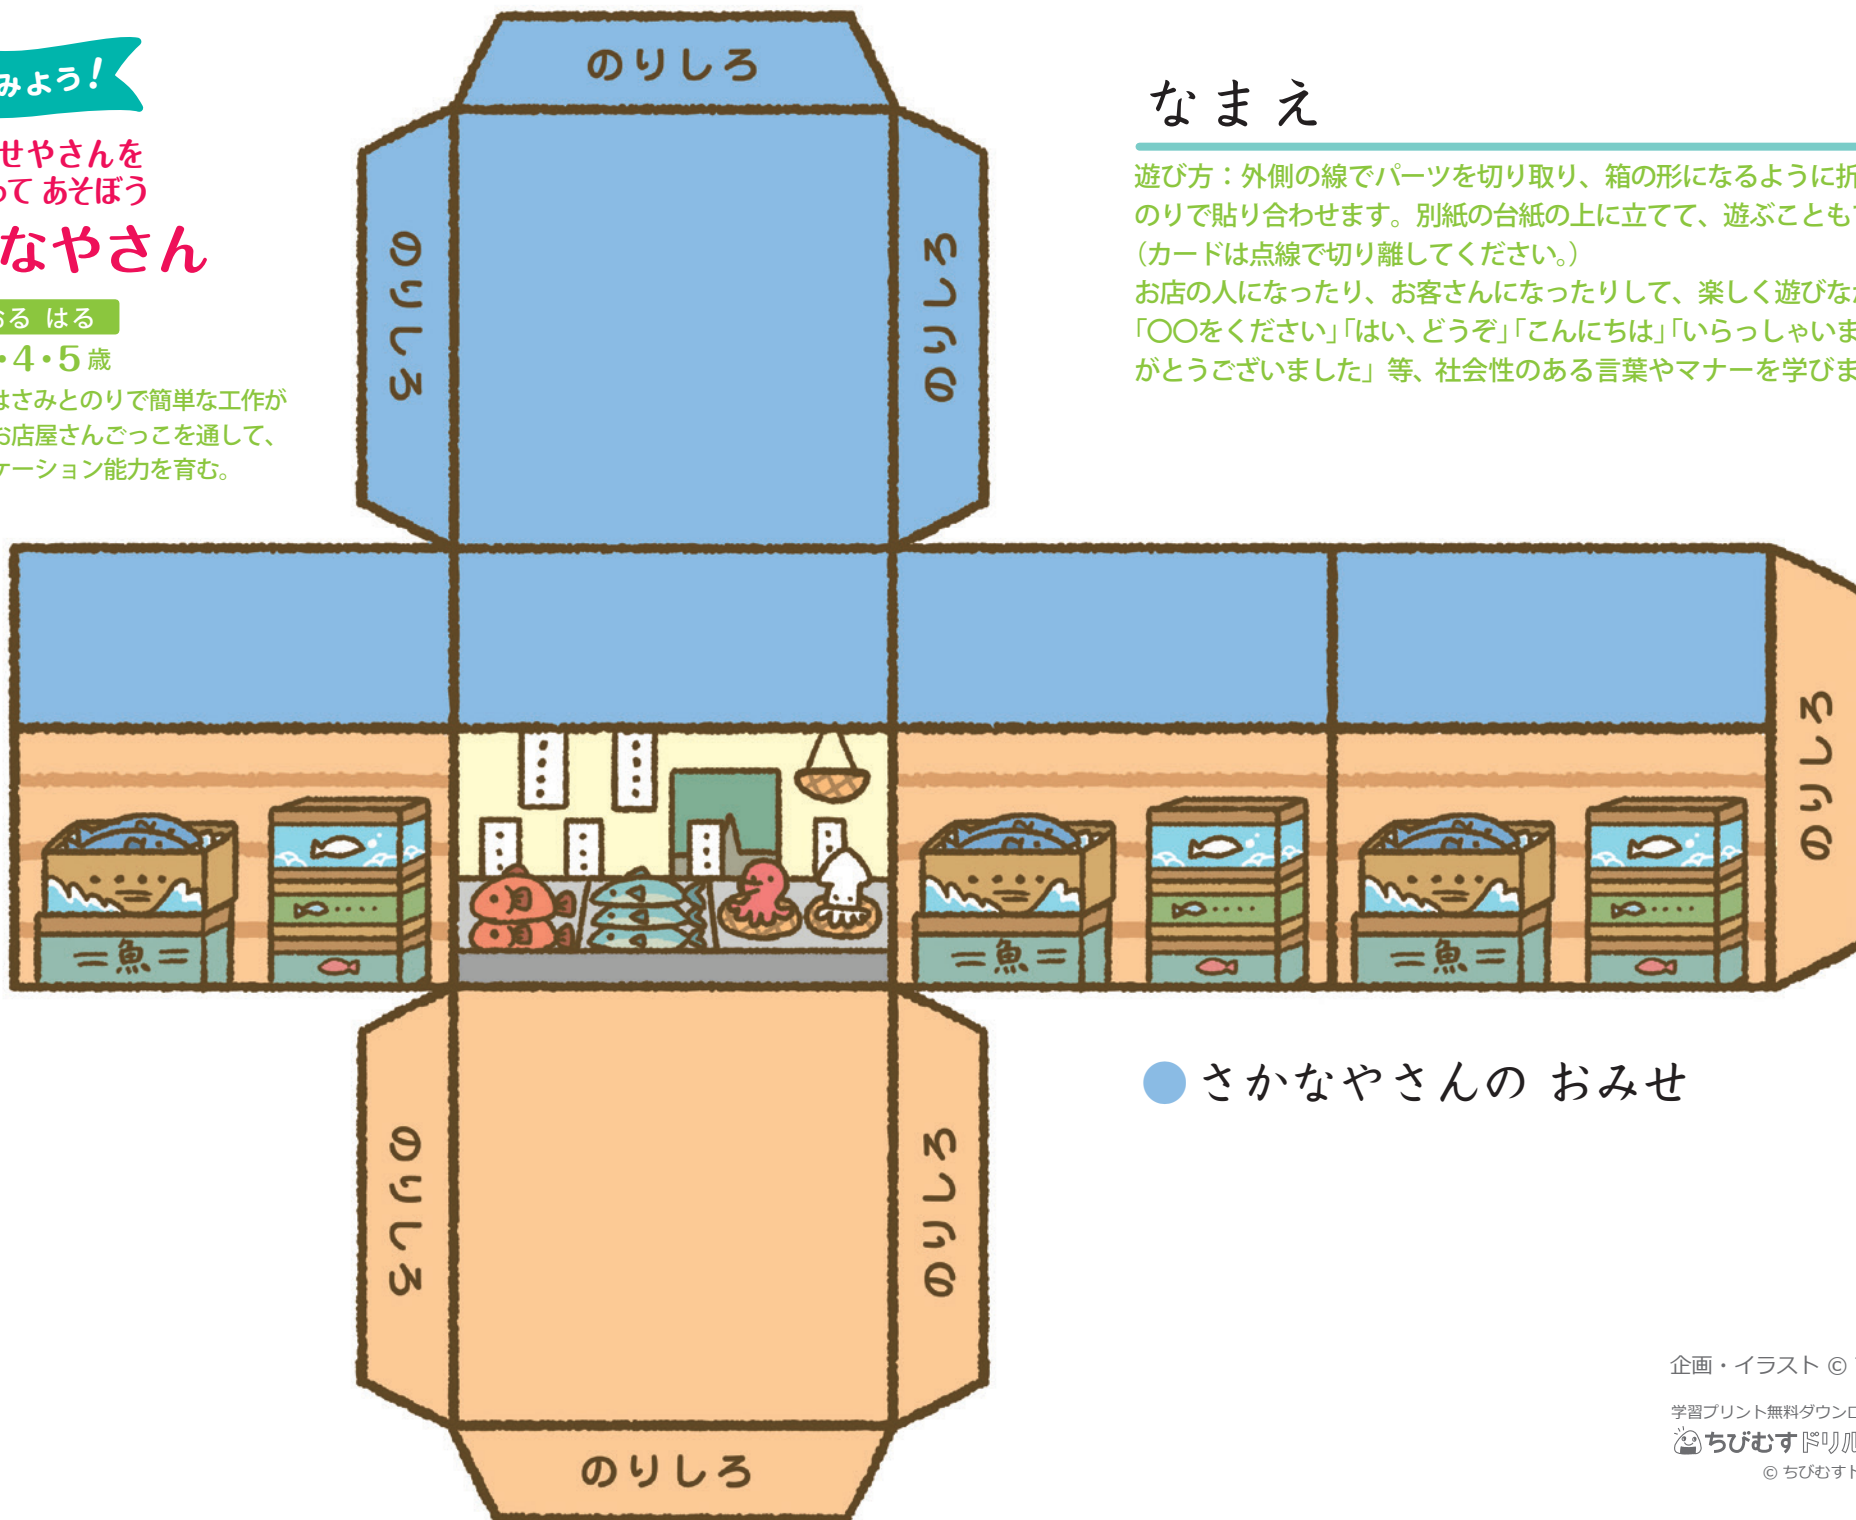 みよう！
せやさんを
って あそぼう
なやさん
おる はる
・4・5歳
はさみとのりで簡単な工作が
お店屋さんごっこを通して、
ケーション能力を育む。
なまえ
遊び方：外側の線でパーツを切り取り、箱の形になるように折
のりで貼り合わせます。別紙の台紙の上に立てて、遊ぶことも
（カードは点線で切り離してください。）
お店の人になったり、お客さんになったりして、楽しく遊びな
「〇〇をください」「はい、どうぞ」「こんにちは」「いらっしゃいま
がとうございました」等、社会性のある言葉やマナーを学びま
のりしろ
のりしろ
のりしろ
のりしろ
魚
魚
魚
のりしろ
のりしろ
のりしろ
さかなやさんの おみせ
企画・イラスト ©
学習プリント無料ダウンロ
ちびむすドリル
© ちびむすド